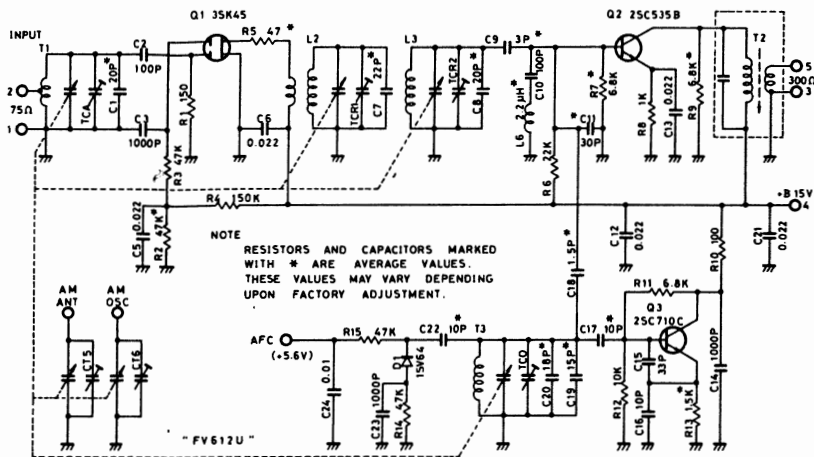 INPUT
T1
2
75Ω
1
TCA
C1
20P*
C2
100P
C3
1000P
R1 150
R3 47K
Q1 3SK45
R5 47 *
C6
0.022
L2
TCR1
C7
22P*
L3
TCR2
C8
20P*
C9 3P*
100P*
C10
2.2μH*
L6
R6
22K
R7*
6.8K
C11
30P
Q2 2SC535B
R8
1K
C13
0.022
R9
6.8K*
T2
5
300Ω
3
+B 15V
4
R4 150K
C5
0.022
R2
47K*
C12
0.022
C21
0.022
R10 100
NOTE
RESISTORS AND CAPACITORS MARKED
WITH * ARE AVERAGE VALUES.
THESE VALUES MAY VARY DEPENDING
UPON FACTORY ADJUSTMENT.
C18
1.5P*
R11 6.8K
Q3
2SC710C
AM
ANT
AM
OSC
CT5
CT6
AFC
(+5.6V)
R15 47K
C22 10P*
T3
C17 10P*
C24 0.01
D1
1SV64
C23
1000P
R14
47K
TCO
C20
18P*
C19
15P*
R12
10K
C15
33P
C16
10P
R13
1.5K
*
C14
1000P
"FV612U"